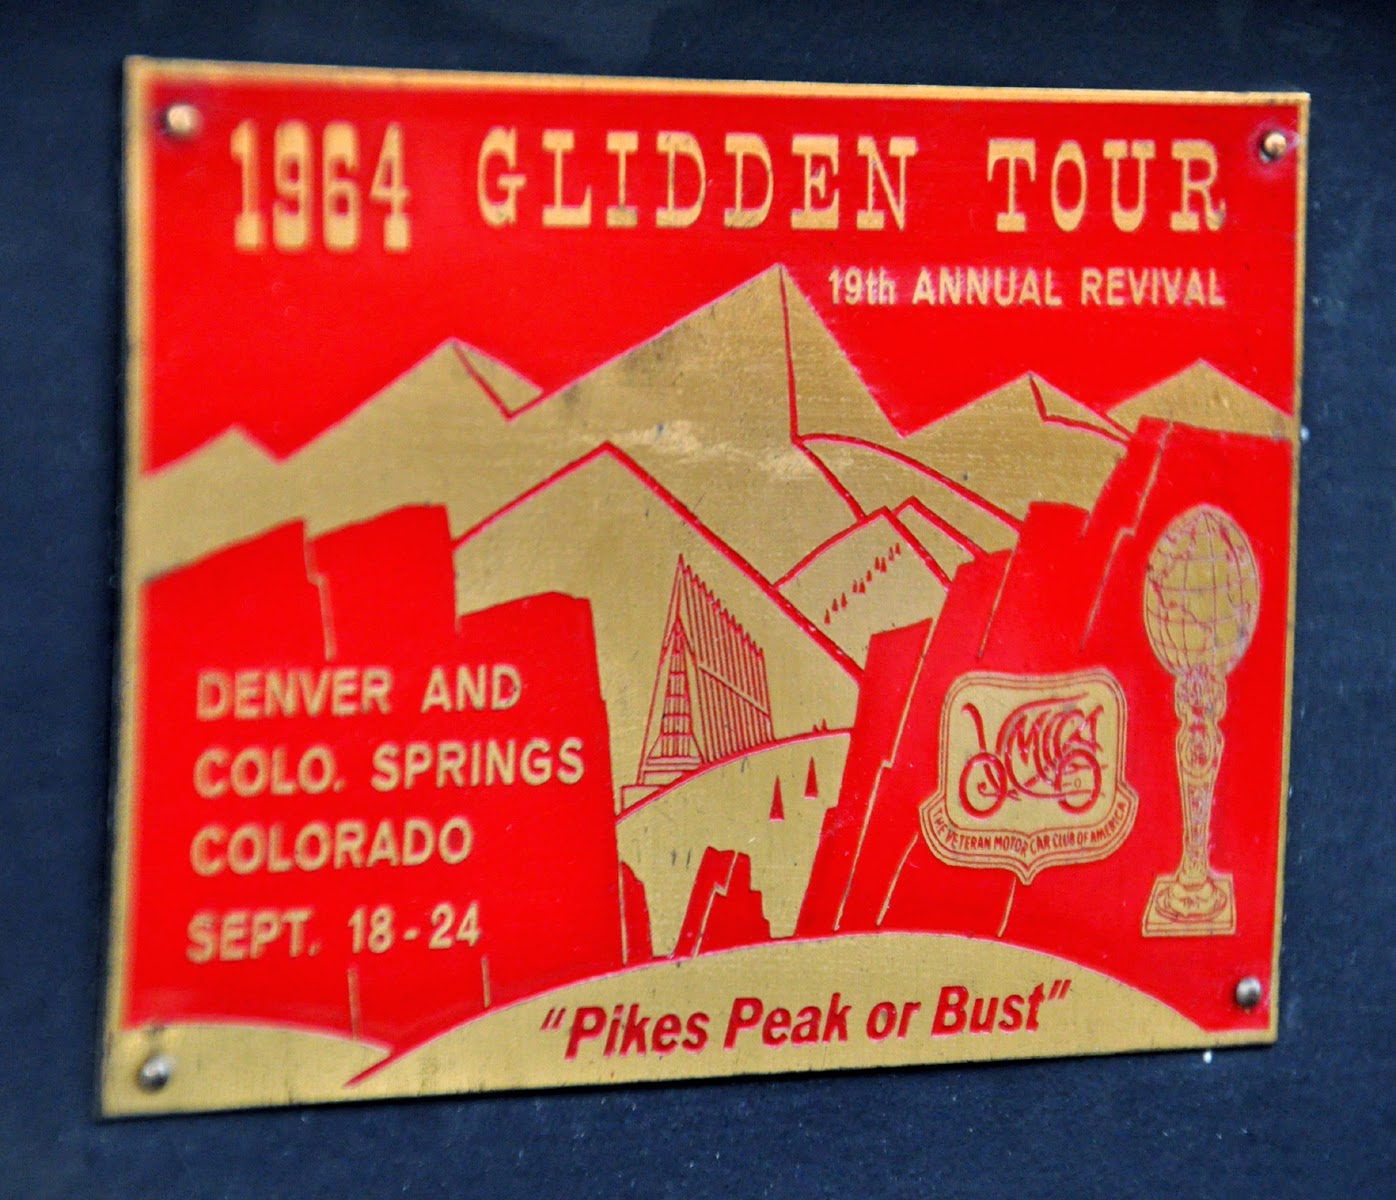 1964 GLIDDEN TOUR
19th ANNUAL REVIVAL
DENVER AND
COLO. SPRINGS
COLORADO
SEPT. 18-24
THE VETERAN MOTOR CAR CLUB OF AMERICA
"Pikes Peak or Bust"